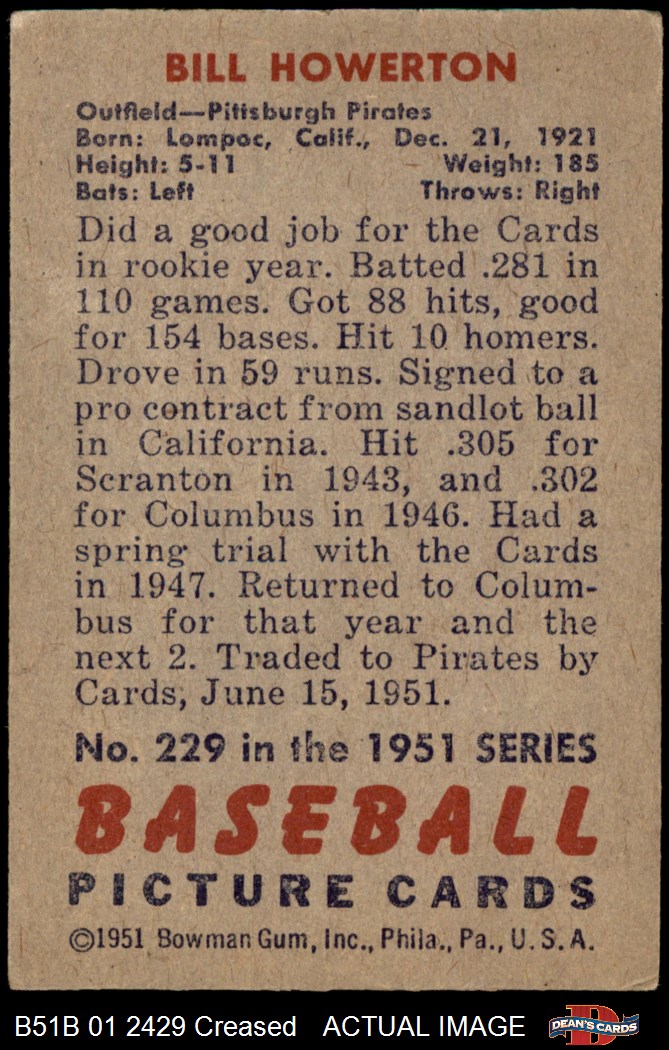 BILL HOWERTON
Outfield—Pittsburgh Pirates
Born: Lompoc, Calif., Dec. 21, 1921
Height: 5-11 Weight: 185
Bats: Left Throws: Right
Did a good job for the Cards
in rookie year. Batted .281 in
110 games. Got 88 hits, good
for 154 bases. Hit 10 homers.
Drove in 59 runs. Signed to a
pro contract from sandlot ball
in California. Hit .305 for
Scranton in 1943, and .302
for Columbus in 1946. Had a
spring trial with the Cards
in 1947. Returned to Colum-
bus for that year and the
next 2. Traded to Pirates by
Cards, June 15, 1951.
No. 229 in the 1951 SERIES
BASEBALL
PICTURE CARDS
©1951 Bowman Gum, Inc., Phila., Pa., U. S. A.
B51B 01 2429 Creased ACTUAL IMAGE
D
DEAN'S CARDS